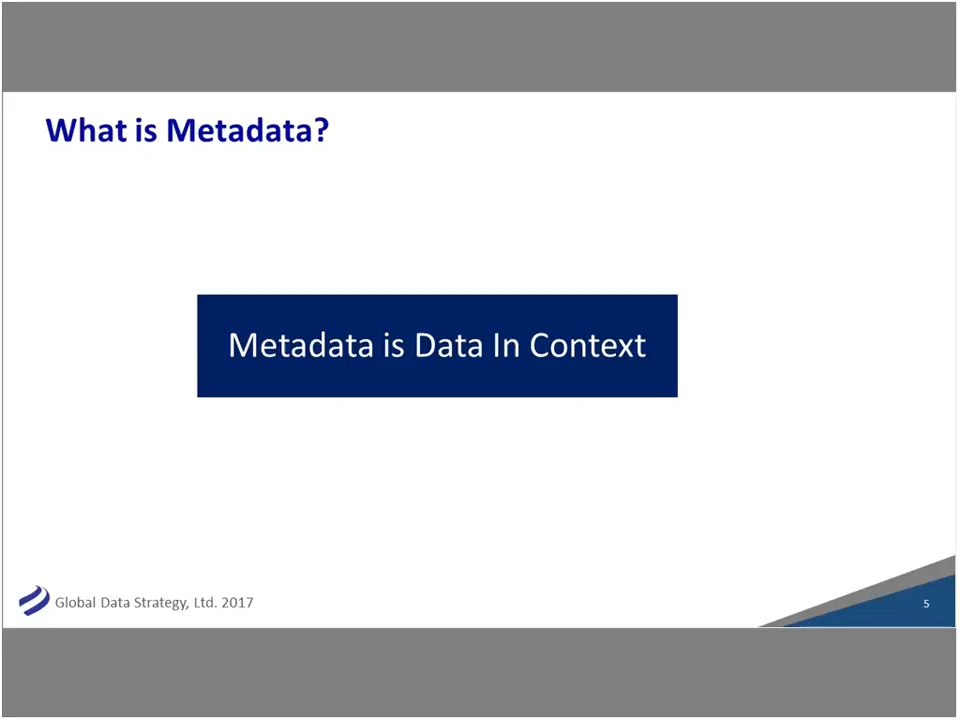 What is Metadata?
Metadata is Data In Context
Global Data Strategy, Ltd. 2017
5